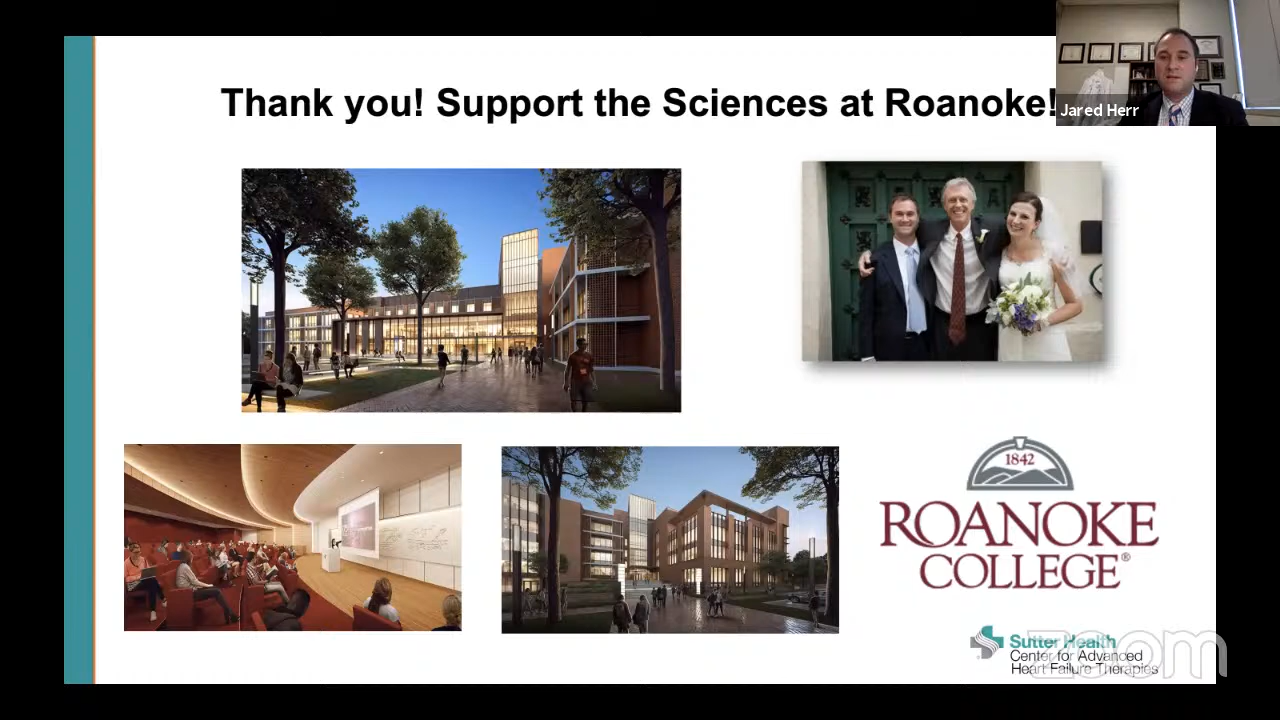 Thank you! Support the Sciences at Roanoke!
Jared Herr
1842
ROANOKE
COLLEGE®
Sutter Health
Center for Advanced
Heart Failure Therapies
zoom